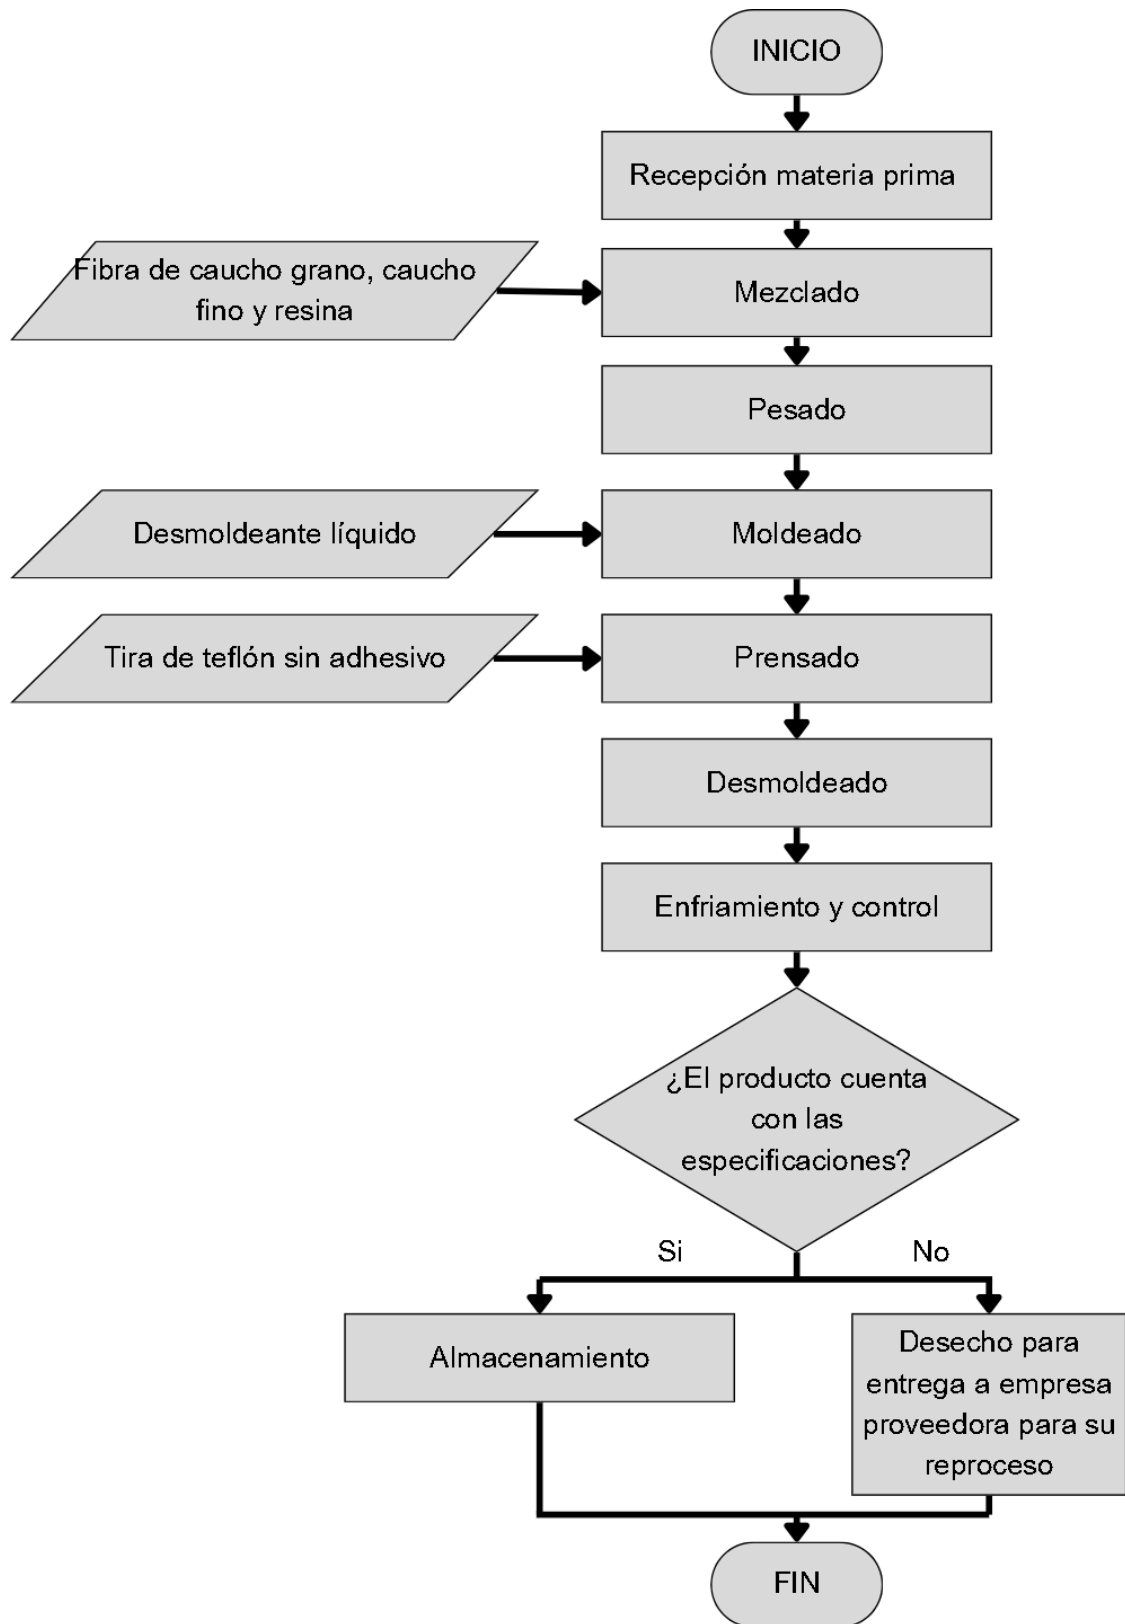 INICIO
Recepción materia prima
Fibra de caucho grano, caucho
fino y resina
Mezclado
Pesado
Desmoldeante líquido
Moldeado
Tira de teflón sin adhesivo
Prensado
Desmoldeado
Enfriamiento y control
¿El producto cuenta
con las
especificaciones?
Si
No
Almacenamiento
Desecho para
entrega a empresa
proveedora para su
reproceso
FIN